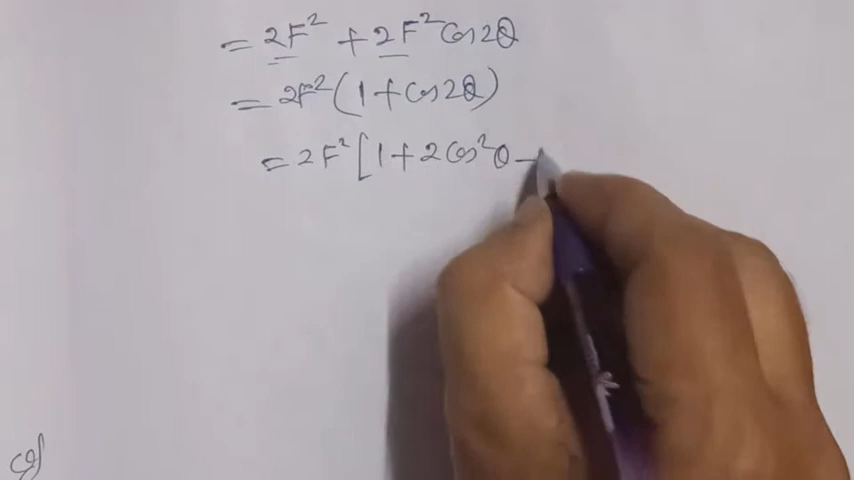 = 2F² + 2F² Cos2θ
= 2F² (1 + Cos2θ)
= 2F² [1 + 2Cos²θ -